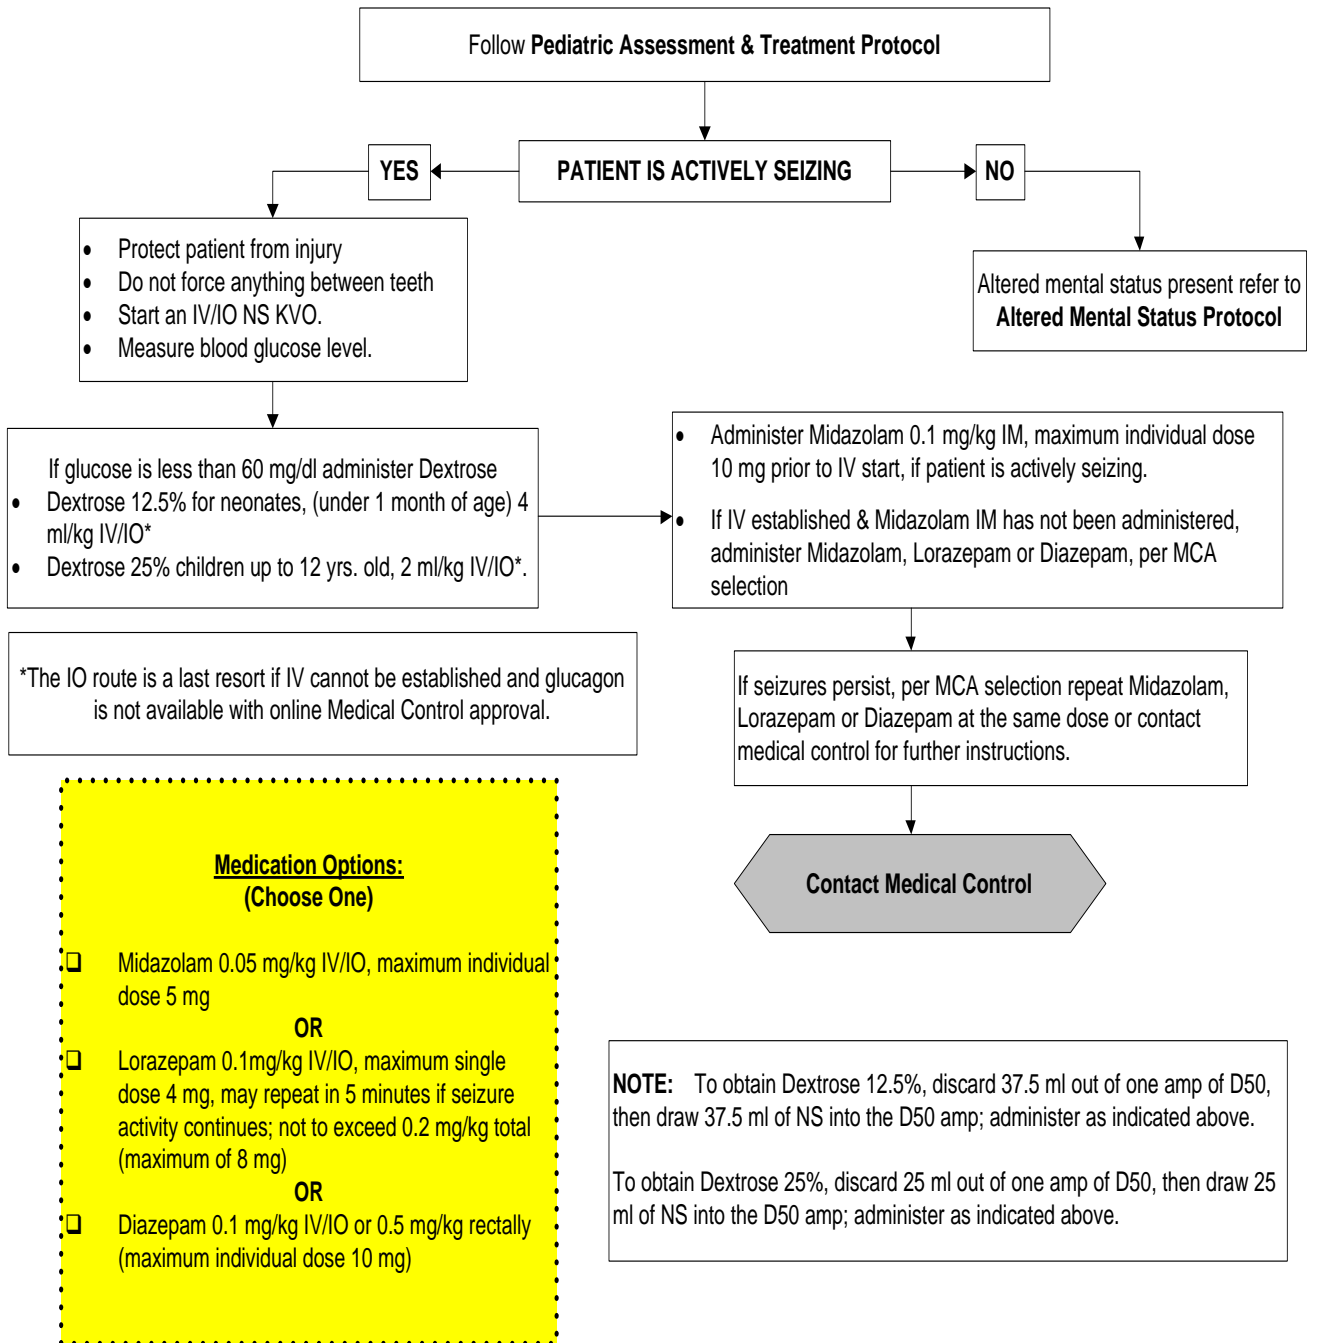 Follow Pediatric Assessment & Treatment Protocol
YES
PATIENT IS ACTIVELY SEIZING
NO
• Protect patient from injury
• Do not force anything between teeth
• Start an IV/IO NS KVO.
• Measure blood glucose level.
Altered mental status present refer to
Altered Mental Status Protocol
If glucose is less than 60 mg/dl administer Dextrose
• Dextrose 12.5% for neonates, (under 1 month of age) 4
ml/kg IV/IO*
• Dextrose 25% children up to 12 yrs. old, 2 ml/kg IV/IO*.
• Administer Midazolam 0.1 mg/kg IM, maximum individual dose
10 mg prior to IV start, if patient is actively seizing.
• If IV established & Midazolam IM has not been administered,
administer Midazolam, Lorazepam or Diazepam, per MCA
selection
*The IO route is a last resort if IV cannot be established and glucagon
is not available with online Medical Control approval.
If seizures persist, per MCA selection repeat Midazolam,
Lorazepam or Diazepam at the same dose or contact
medical control for further instructions.
Contact Medical Control
Medication Options:
(Choose One)
❑ Midazolam 0.05 mg/kg IV/IO, maximum individual
dose 5 mg
OR
❑ Lorazepam 0.1mg/kg IV/IO, maximum single
dose 4 mg, may repeat in 5 minutes if seizure
activity continues; not to exceed 0.2 mg/kg total
(maximum of 8 mg)
OR
❑ Diazepam 0.1 mg/kg IV/IO or 0.5 mg/kg rectally
(maximum individual dose 10 mg)
NOTE: To obtain Dextrose 12.5%, discard 37.5 ml out of one amp of D50,
then draw 37.5 ml of NS into the D50 amp; administer as indicated above.
To obtain Dextrose 25%, discard 25 ml out of one amp of D50, then draw 25
ml of NS into the D50 amp; administer as indicated above.